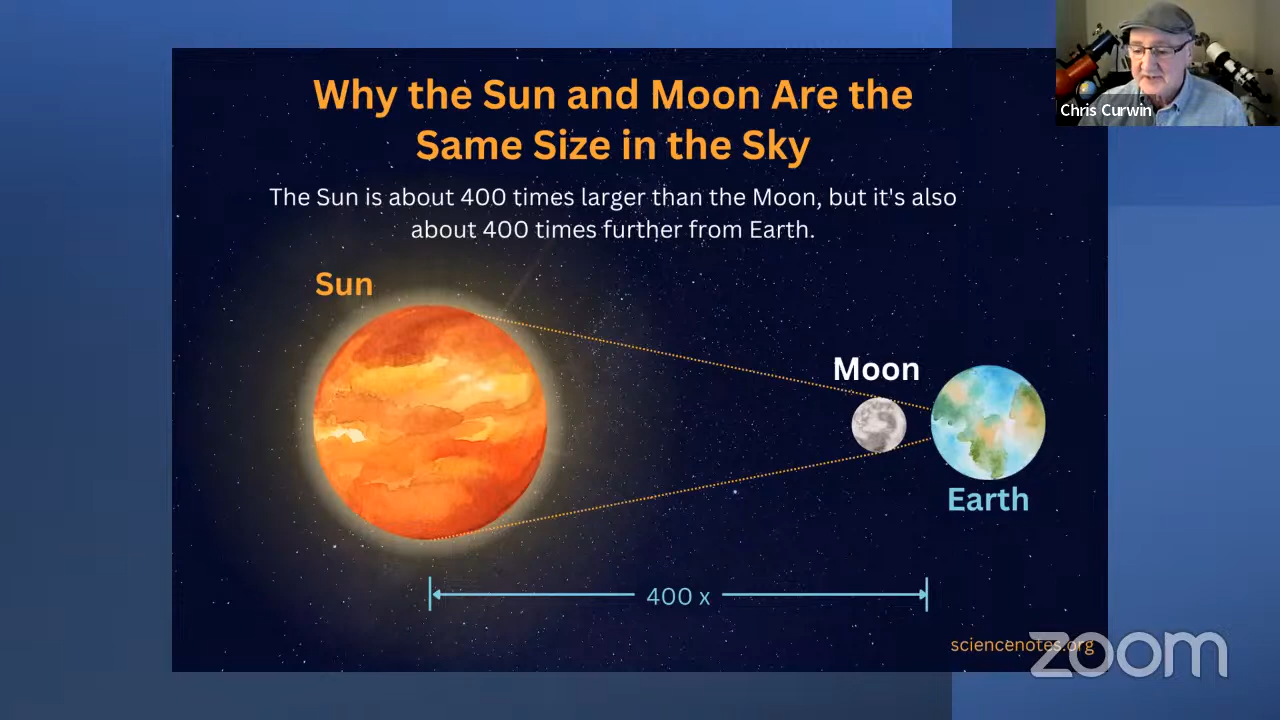 Why the Sun and Moon Are the
Same Size in the Sky
The Sun is about 400 times larger than the Moon, but it's also
about 400 times further from Earth.
Sun
Moon
Earth
400 x
sciencenotes.org
zoom
Chris Curwin